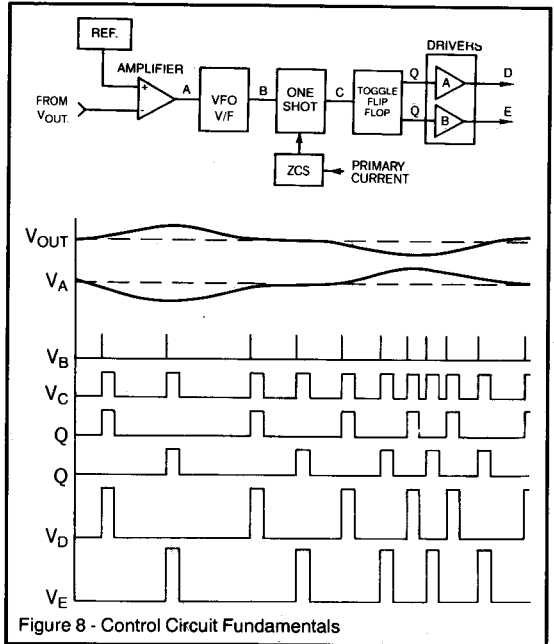 REF.
AMPLIFIER
DRIVERS
+
-
A
B
C
Q
Q
A
B
D
E
FROM
VOUT.
VFO
V/F
ONE
SHOT
TOGGLE
FLIP
FLOP
ZCS
PRIMARY
CURRENT
VOUT
VA
VB
VC
Q
Q
VD
VE
Figure 8 - Control Circuit Fundamentals